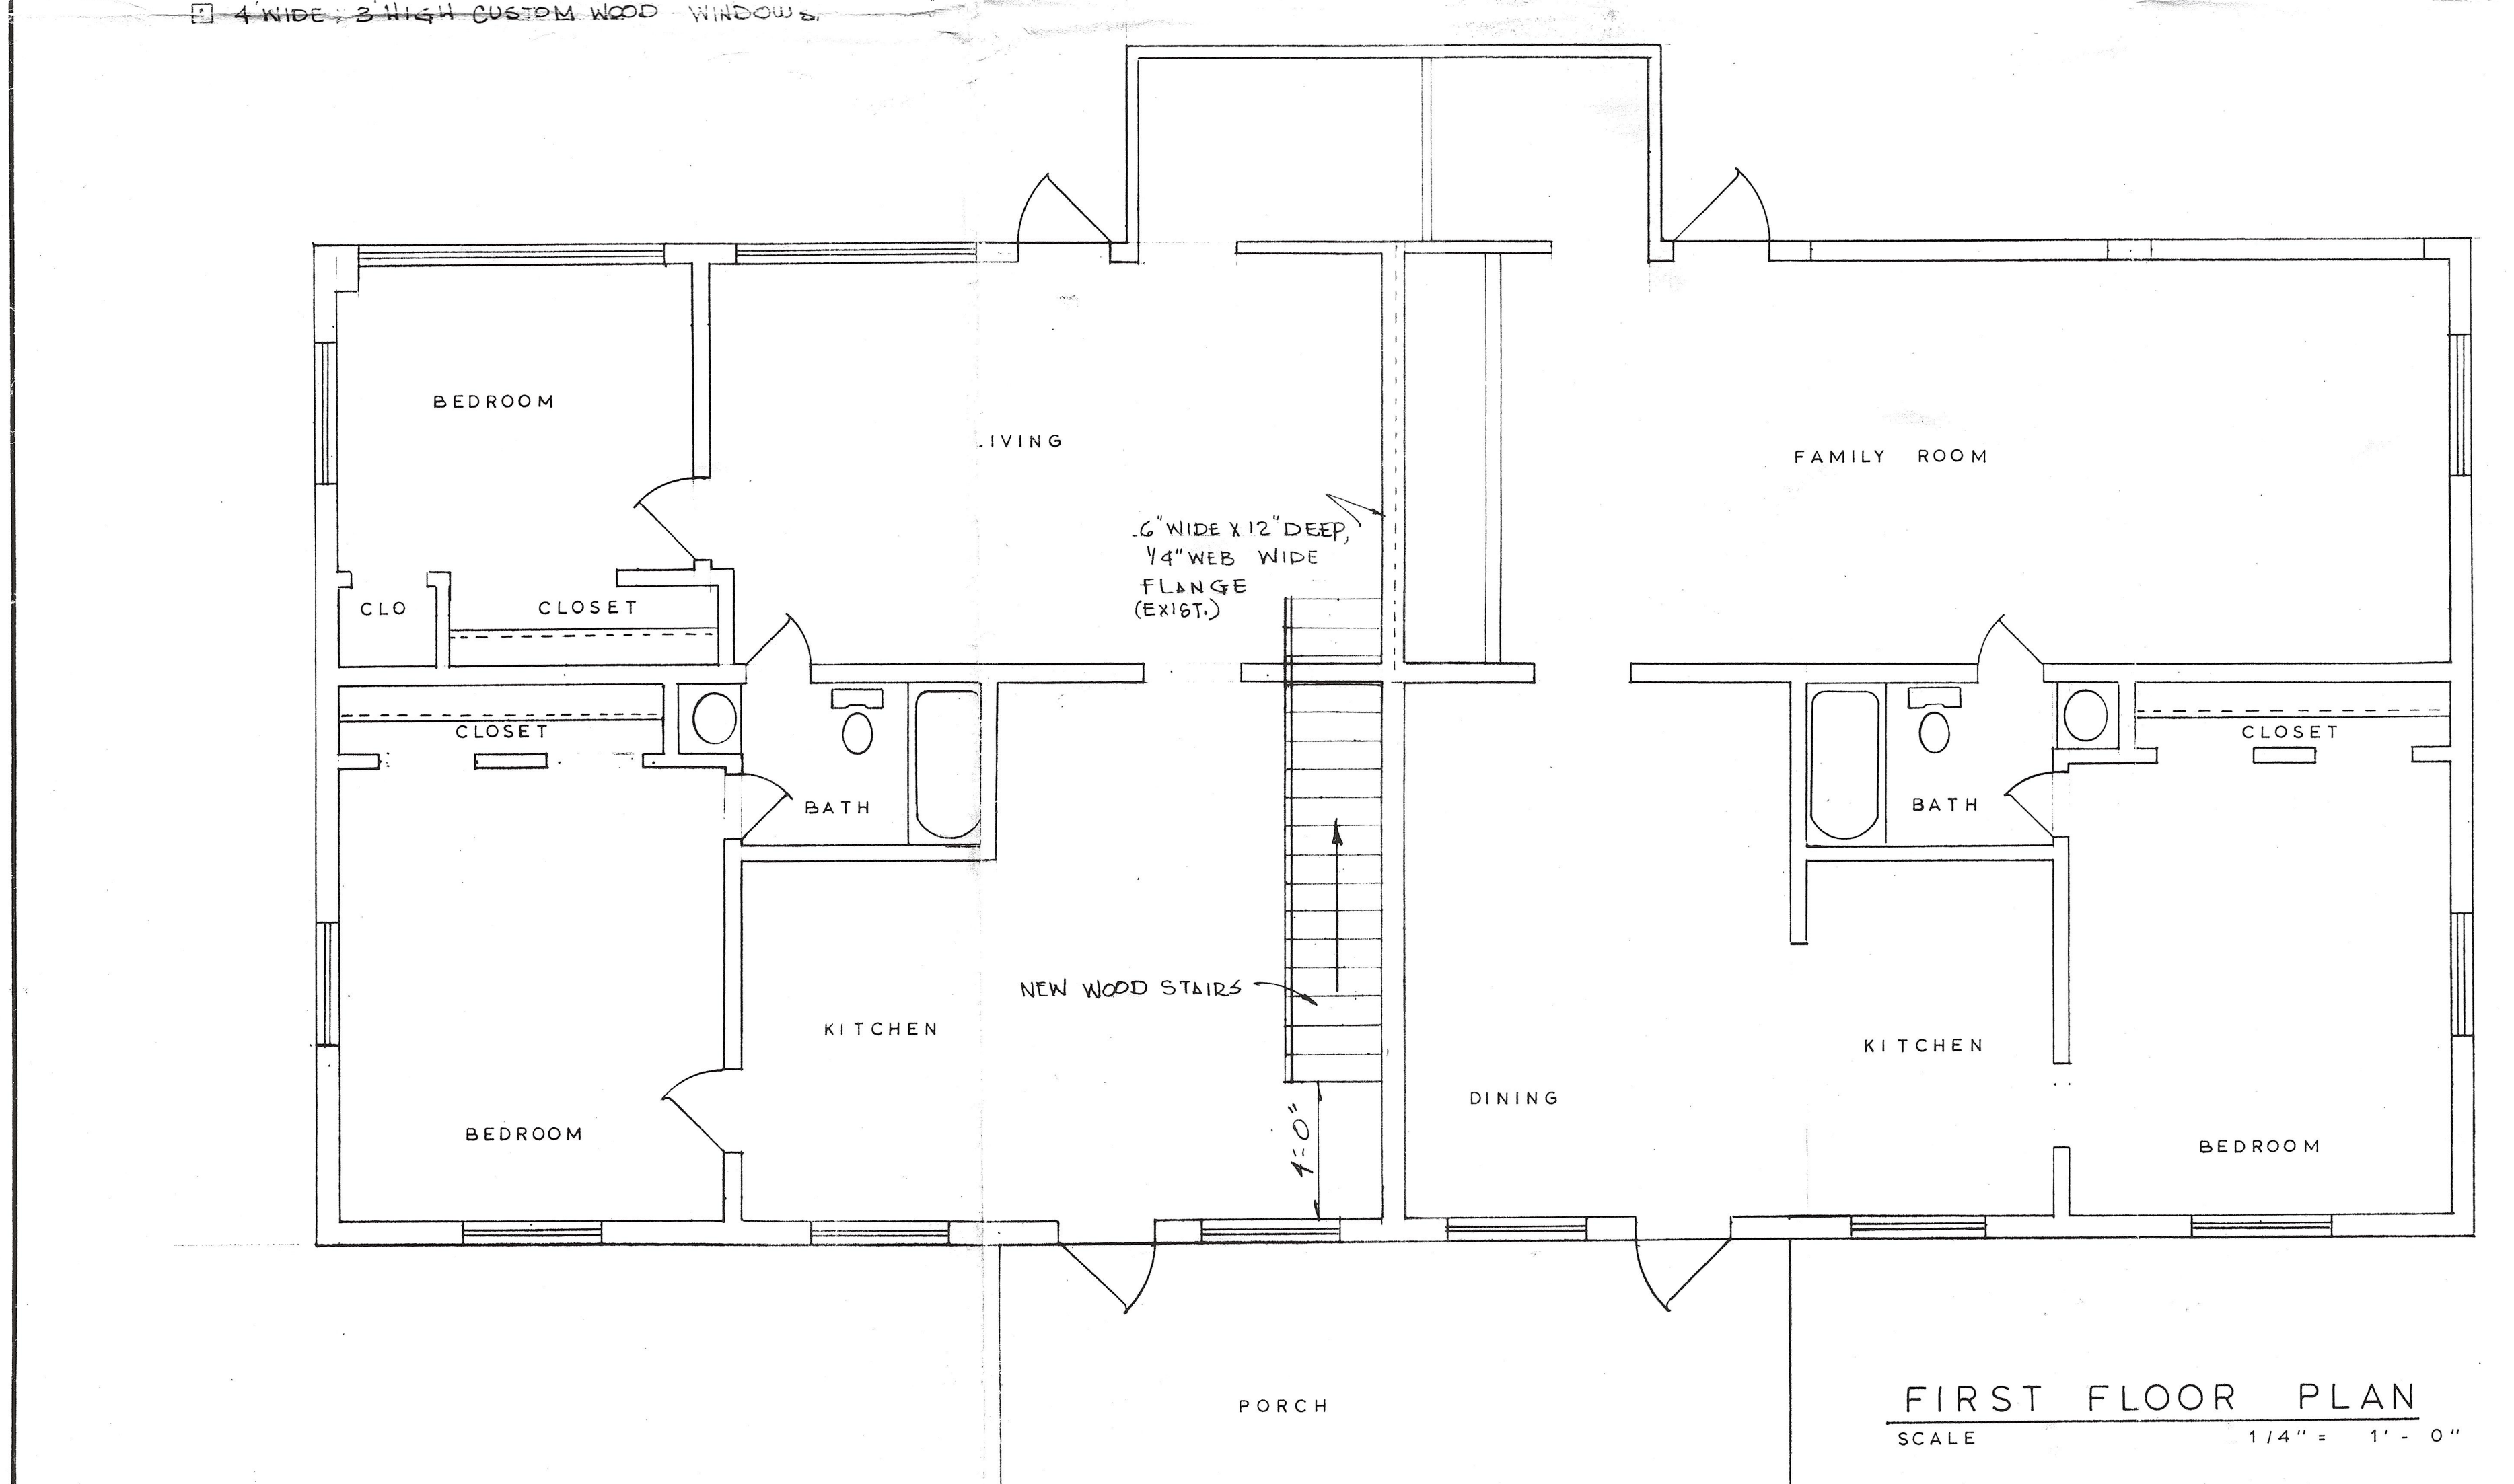 4' WIDE, 3' HIGH CUSTOM WOOD WINDOWS.
BEDROOM
LIVING
FAMILY ROOM
6" WIDE X 12" DEEP,
1/4" WEB WIDE
FLANGE
(EXIST.)
CLO
CLOSET
CLOSET
CLOSET
BATH
BATH
NEW WOOD STAIRS
KITCHEN
KITCHEN
DINING
4'-0"
BEDROOM
BEDROOM
PORCH
FIRST FLOOR PLAN
SCALE 1/4" = 1'- 0"